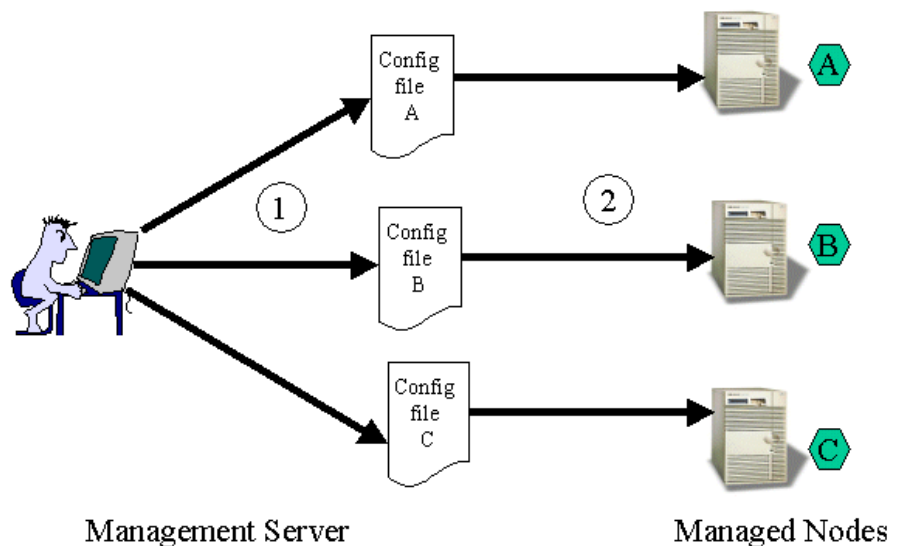 Config
file
A
A
1
2
Config
file
B
B
Config
file
C
C
Management Server
Managed Nodes